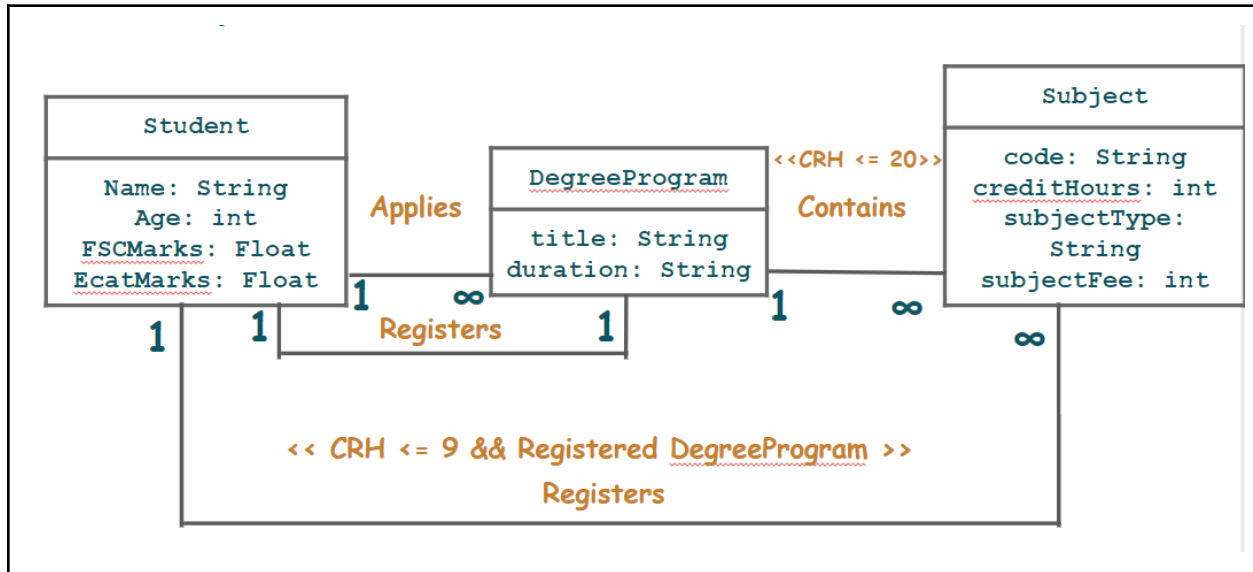 Student
Name: String
Age: int
FSCMarks: Float
EcatMarks: Float
Applies
1
∞
Registers
1
1
DegreeProgram
title: String
duration: String
<<CRH <= 20>>
Contains
1
∞
Subject
code: String
creditHours: int
subjectType:
String
subjectFee: int
1
∞
<< CRH <= 9 && Registered DegreeProgram >>
Registers